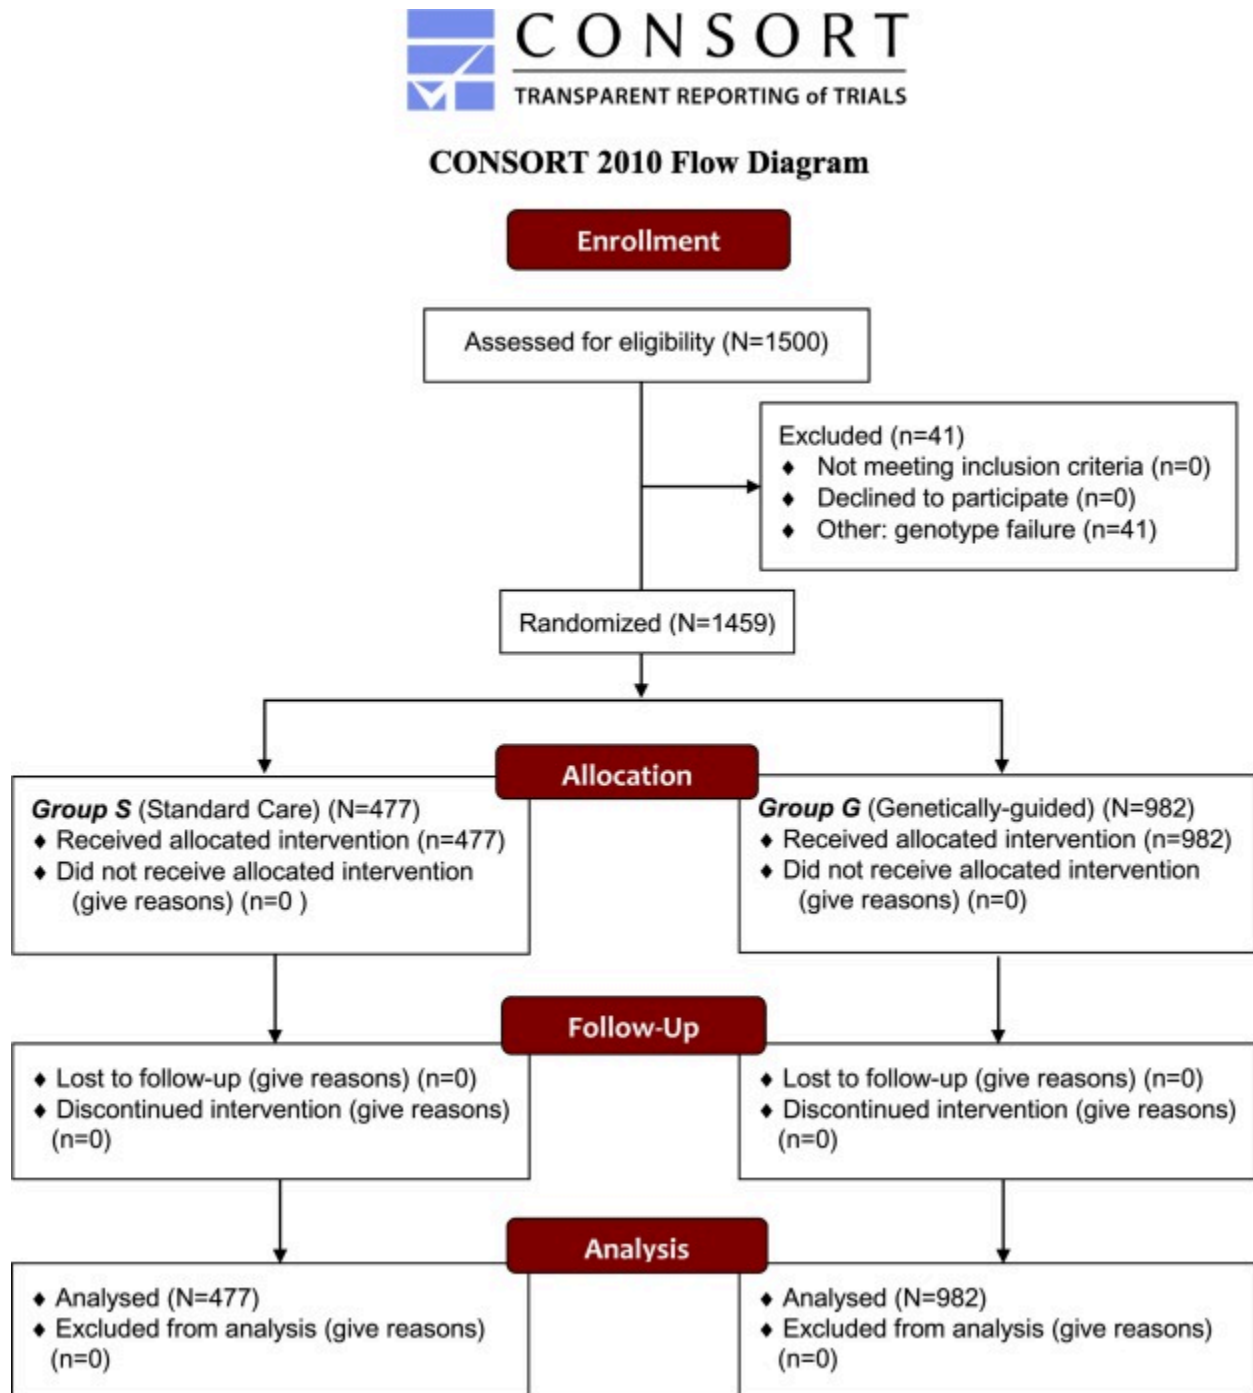 CONSORT
TRANSPARENT REPORTING of TRIALS
CONSORT 2010 Flow Diagram
Enrollment
Assessed for eligibility (N=1500)
Excluded (n=41)
♦ Not meeting inclusion criteria (n=0)
♦ Declined to participate (n=0)
♦ Other: genotype failure (n=41)
Randomized (N=1459)
Allocation
Group S (Standard Care) (N=477)
♦ Received allocated intervention (n=477)
♦ Did not receive allocated intervention
(give reasons) (n=0 )
Group G (Genetically-guided) (N=982)
♦ Received allocated intervention (n=982)
♦ Did not receive allocated intervention
(give reasons) (n=0)
Follow-Up
♦ Lost to follow-up (give reasons) (n=0)
♦ Discontinued intervention (give reasons)
(n=0)
♦ Lost to follow-up (give reasons) (n=0)
♦ Discontinued intervention (give reasons)
(n=0)
Analysis
♦ Analysed (N=477)
♦ Excluded from analysis (give reasons)
(n=0)
♦ Analysed (N=982)
♦ Excluded from analysis (give reasons)
(n=0)